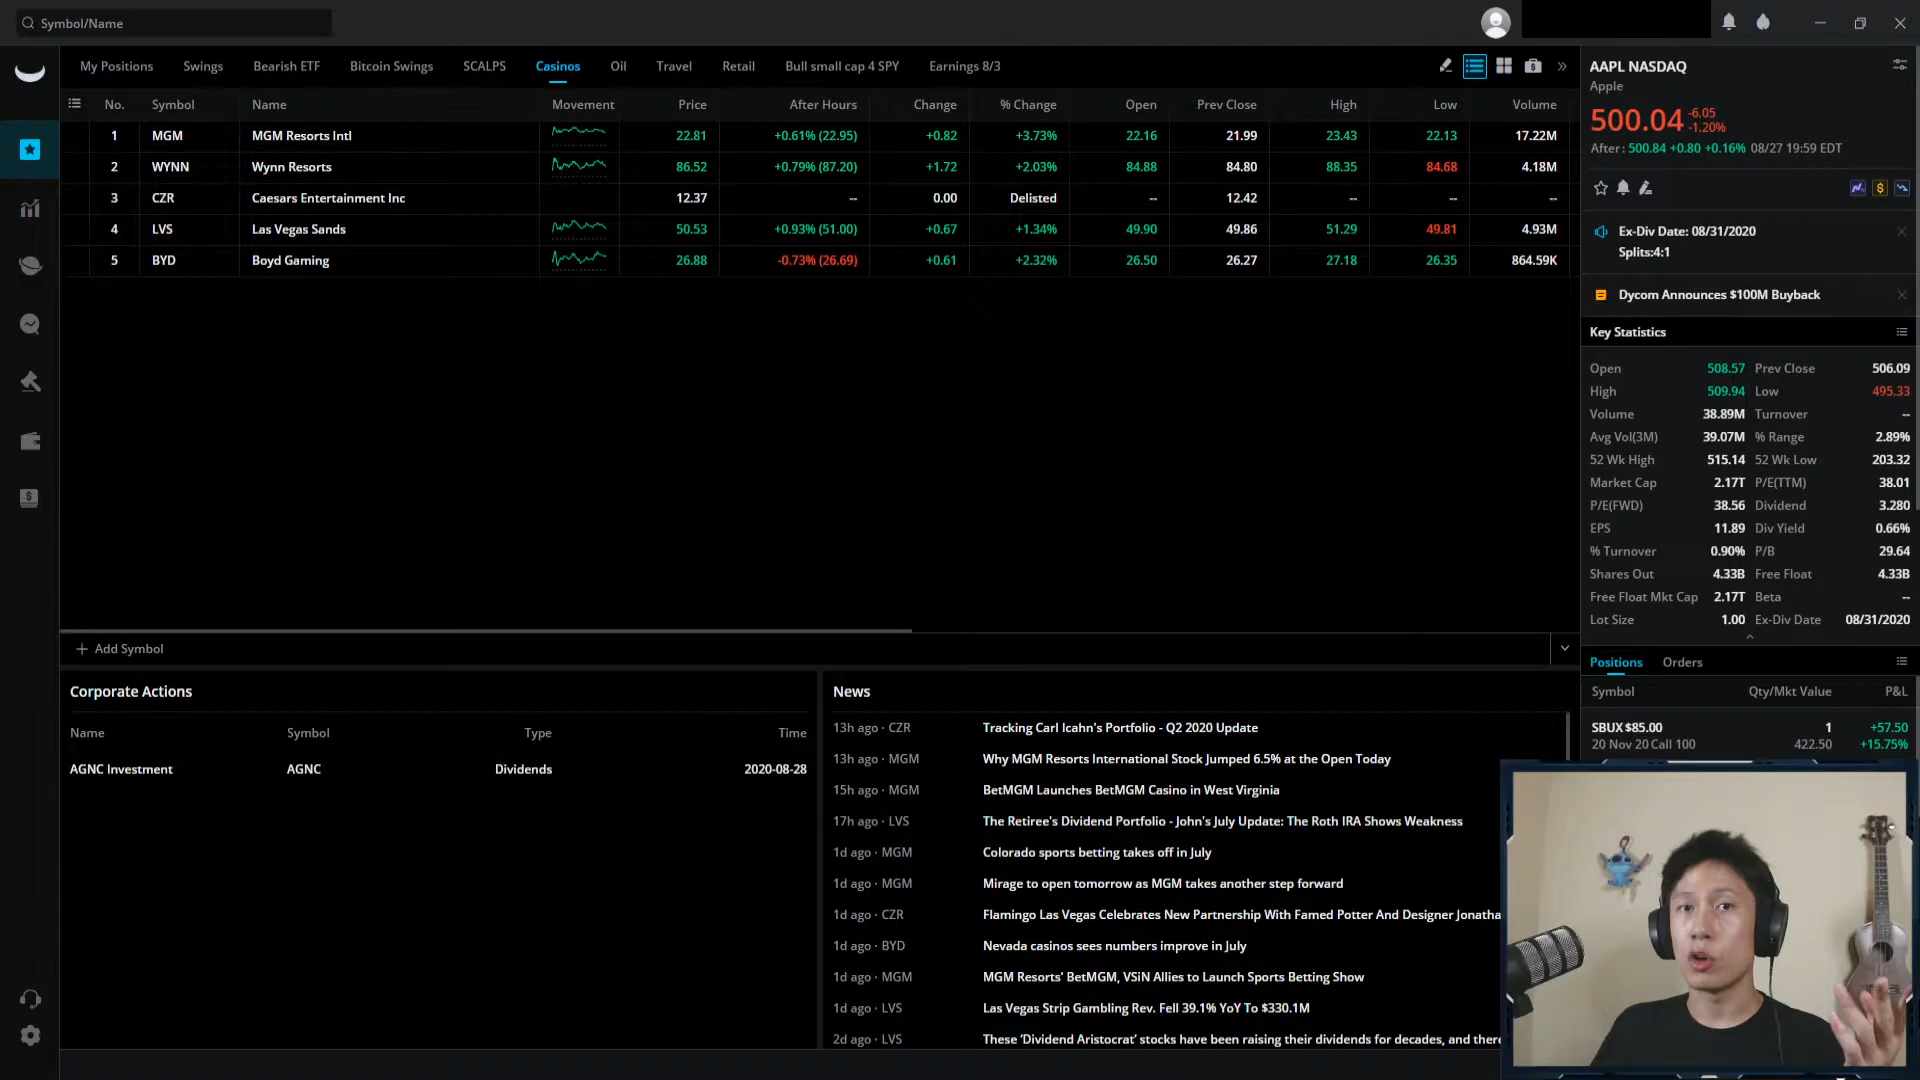 Symbol/Name
My Positions Swings Bearish ETF Bitcoin Swings SCALPS Casinos Oil Travel Retail Bull small cap 4 SPY Earnings 8/3
No. Symbol Name Movement Price After Hours Change % Change Open Prev Close High Low Volume
1 MGM MGM Resorts Intl 22.81 +0.61% (22.95) +0.82 +3.73% 22.16 21.99 23.43 22.13 17.22M
2 WYNN Wynn Resorts 86.52 +0.79% (87.20) +1.72 +2.03% 84.88 84.80 88.35 84.68 4.18M
3 CZR Caesars Entertainment Inc 12.37 -- 0.00 Delisted -- 12.42 -- -- --
4 LVS Las Vegas Sands 50.53 +0.93% (51.00) +0.67 +1.34% 49.90 49.86 51.29 49.81 4.93M
5 BYD Boyd Gaming 26.88 -0.73% (26.69) +0.61 +2.32% 26.50 26.27 27.18 26.35 864.59K
Add Symbol
Corporate Actions
Name Symbol Type Time
AGNC Investment AGNC Dividends 2020-08-28
News
13h ago · CZR Tracking Carl Icahn's Portfolio - Q2 2020 Update
13h ago · MGM Why MGM Resorts International Stock Jumped 6.5% at the Open Today
15h ago · MGM BetMGM Launches BetMGM Casino in West Virginia
17h ago · LVS The Retiree's Dividend Portfolio - John's July Update: The Roth IRA Shows Weakness
1d ago · MGM Colorado sports betting takes off in July
1d ago · MGM Mirage to open tomorrow as MGM takes another step forward
1d ago · CZR Flamingo Las Vegas Celebrates New Partnership With Famed Potter And Designer Jonatha
1d ago · BYD Nevada casinos sees numbers improve in July
1d ago · MGM MGM Resorts' BetMGM, VSiN Allies to Launch Sports Betting Show
1d ago · LVS Las Vegas Strip Gambling Rev. Fell 39.1% YoY To $330.1M
2d ago · LVS These 'Dividend Aristocrat' stocks have been raising their dividends for decades, and there
AAPL NASDAQ
Apple
500.04 -6.05
-1.20%
After: 500.84 +0.80 +0.16% 08/27 19:59 EDT
Ex-Div Date: 08/31/2020
Splits:4:1
Dycom Announces $100M Buyback
Key Statistics
Open 508.57 Prev Close 506.09
High 509.94 Low 495.33
Volume 38.89M Turnover --
Avg Vol(3M) 39.07M % Range 2.89%
52 Wk High 515.14 52 Wk Low 203.32
Market Cap 2.17T P/E(TTM) 38.01
P/E(FWD) 38.56 Dividend 3.280
EPS 11.89 Div Yield 0.66%
% Turnover 0.90% P/B 29.64
Shares Out 4.33B Free Float 4.33B
Free Float Mkt Cap 2.17T Beta --
Lot Size 1.00 Ex-Div Date 08/31/2020
Positions Orders
Symbol Qty/Mkt Value P&L
SBUX $85.00 1 +57.50
20 Nov 20 Call 100 422.50 +15.75%